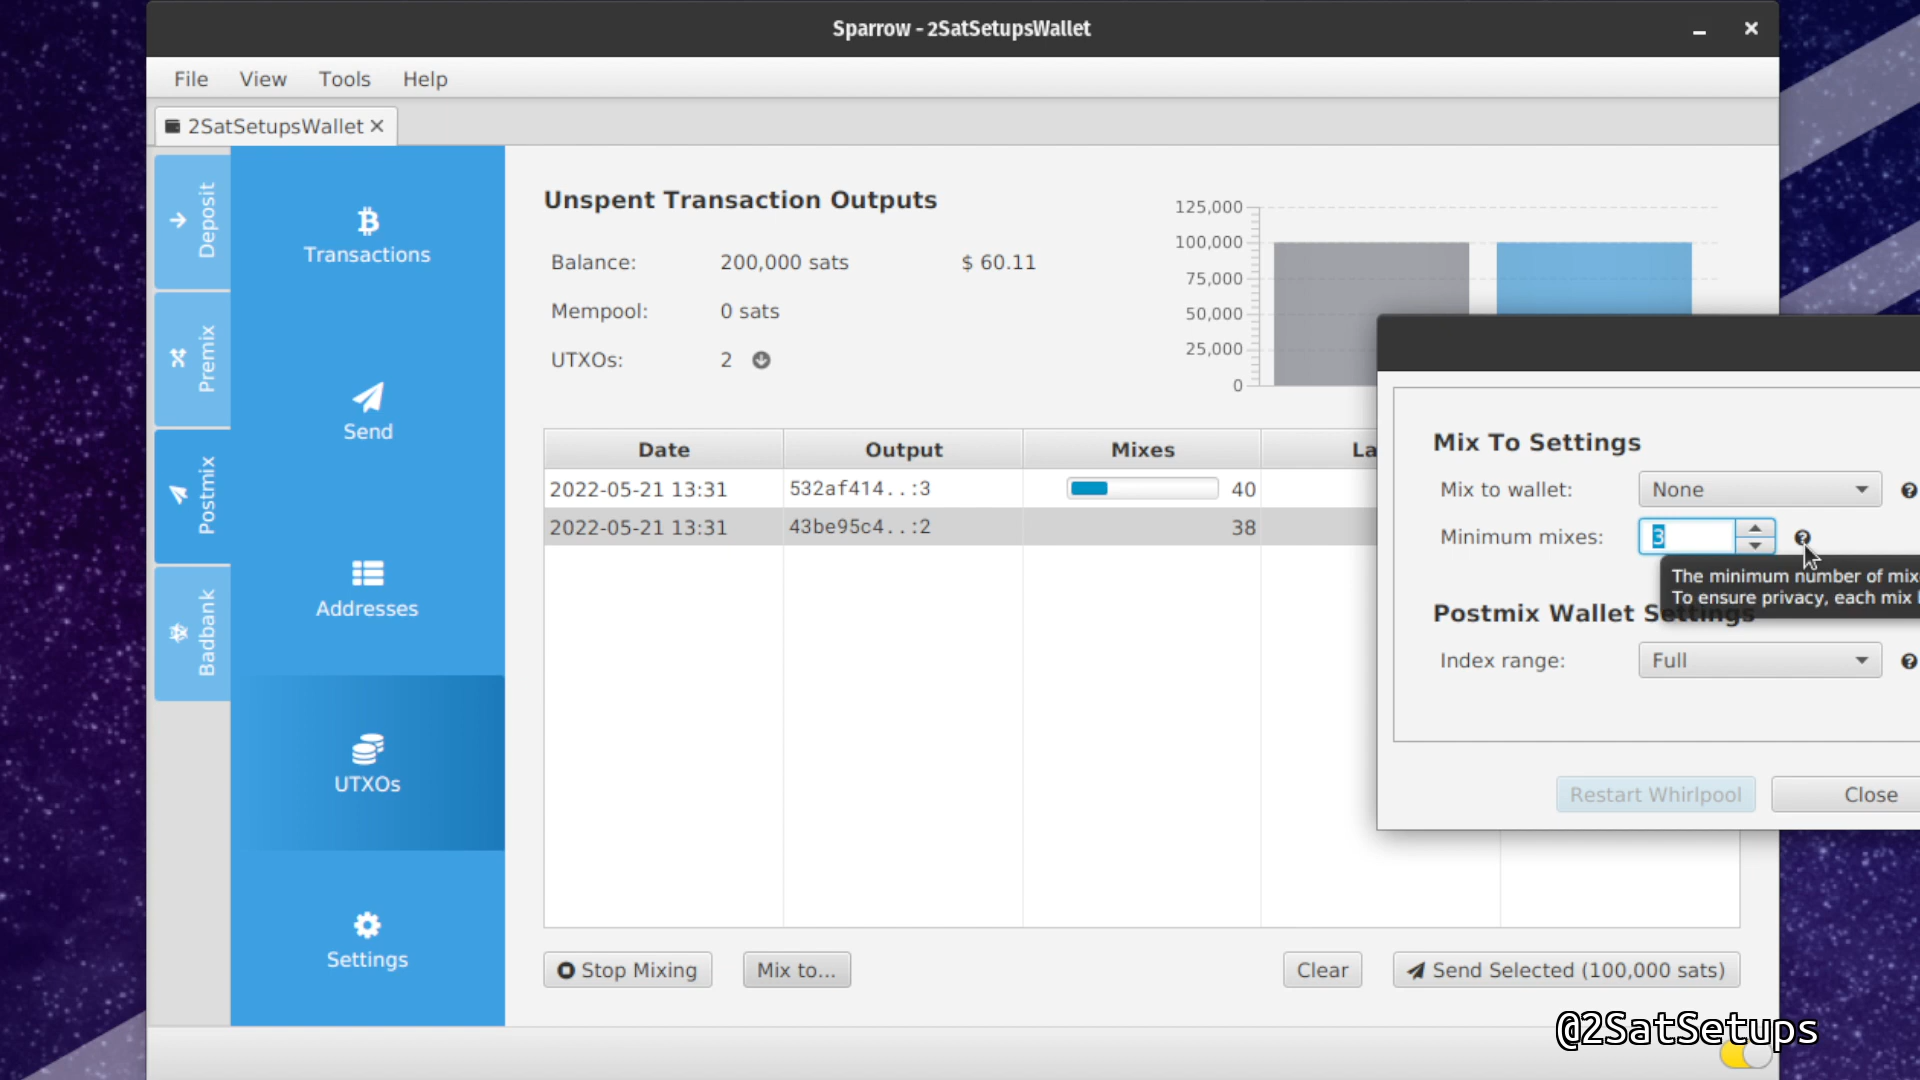 Sparrow - 2SatSetupsWallet
File View Tools Help
2SatSetupsWallet
Deposit
Premix
Postmix
Badbank
Transactions
Send
Addresses
UTXOs
Settings
Unspent Transaction Outputs
Balance: 200,000 sats $ 60.11
Mempool: 0 sats
UTXOs: 2
125,000
100,000
75,000
50,000
25,000
0
Date Output Mixes La
2022-05-21 13:31 532af414..:3 40
2022-05-21 13:31 43be95c4..:2 38
Mix To Settings
Mix to wallet: None
Minimum mixes: 3
The minimum number of mix
To ensure privacy, each mix
Postmix Wallet Settings
Index range: Full
Restart Whirlpool Close
Stop Mixing Mix to... Clear Send Selected (100,000 sats)
@2SatSetups